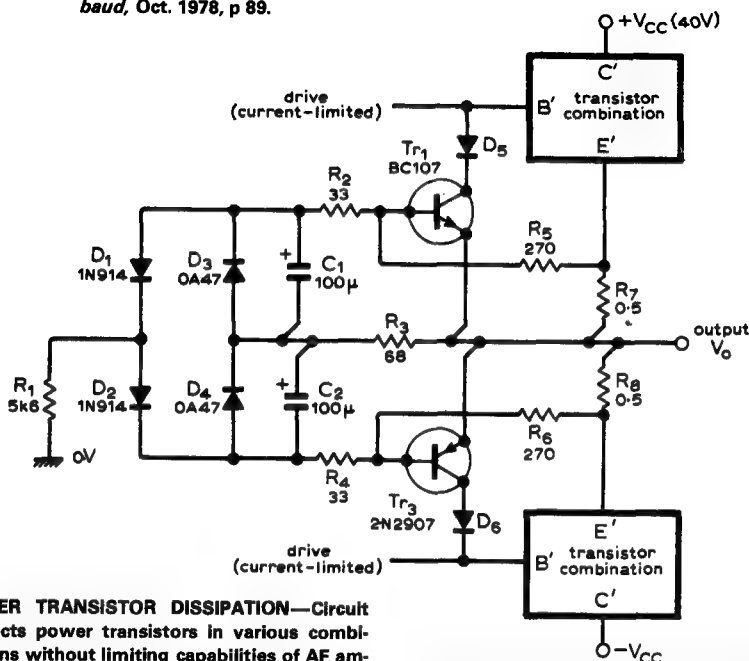 baud, Oct. 1978, p 89.
+VCC (40V)
C'
drive
(current-limited)
B'
transistor
combination
E'
D5
Tr1
BC107
R2
33
R5
270
D1
1N914
D3
0A47
+
C1
100μ
R7
0·5
R3
68
output
Vo
R1
5k6
D2
1N914
D4
0A47
+
C2
100μ
R8
0·5
R6
270
0V
R4
33
Tr3
2N2907
D6
E'
drive
(current-limited)
B'
transistor
combination
C'
-VCC
ER TRANSISTOR DISSIPATION—Circuit
cts power transistors in various combi-
ns without limiting capabilities of AF am-